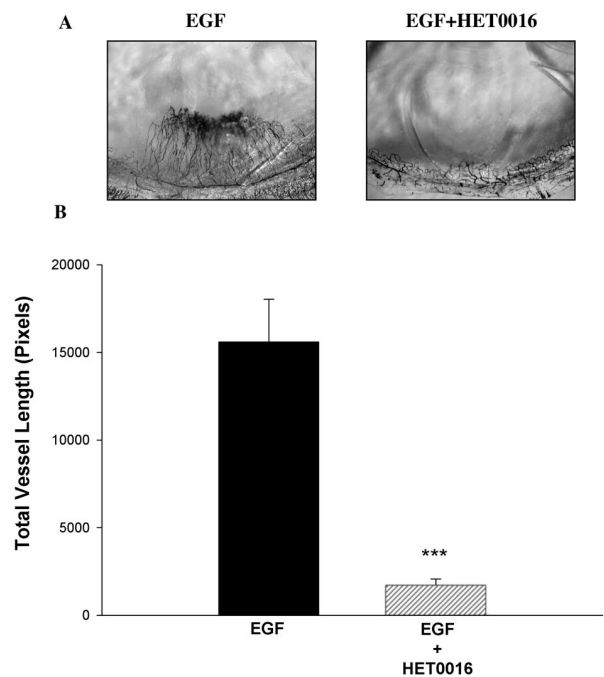 A
EGF
EGF+HET0016
B
20000
15000
10000
5000
0
Total Vessel Length (Pixels)
***
EGF
EGF
+
HET0016